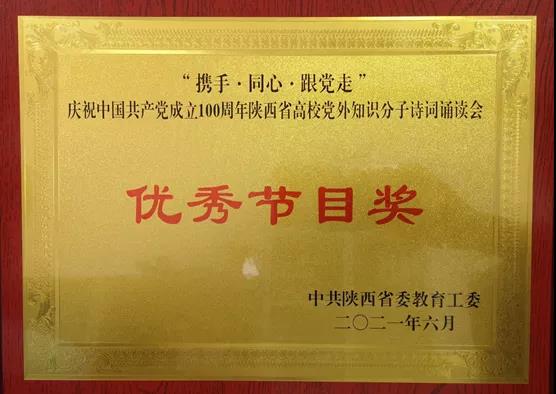 “携手·同心·跟党走”
庆祝中国共产党成立100周年陕西省高校党外知识分子诗词诵读会
优秀节目奖
中共陕西省委教育工委
二〇二一年六月